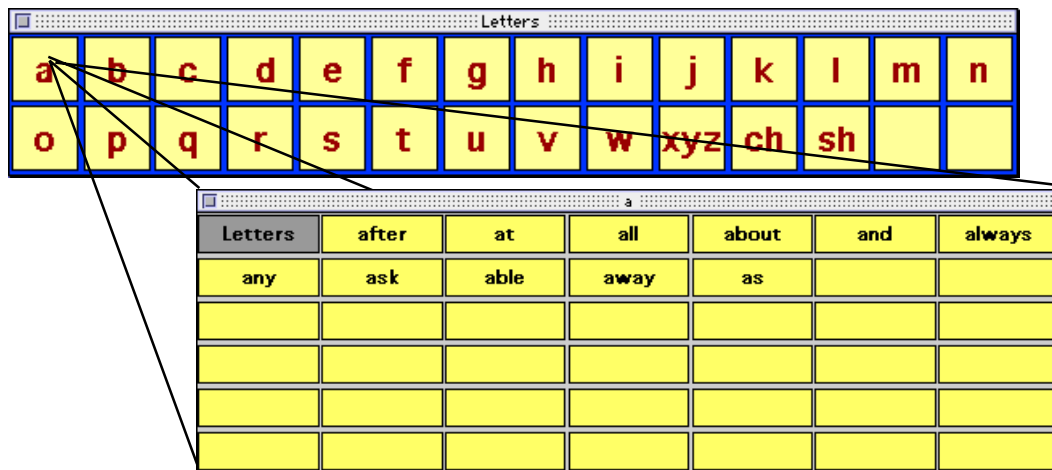 Letters
a b c d e f g h i j k l m n
o p q r s t u v w xyz ch sh
a
Letters after at all about and always
any ask able away as